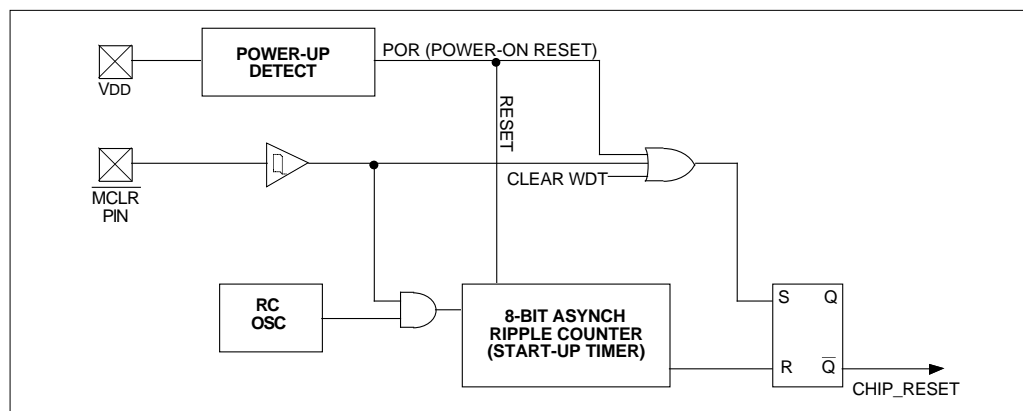 POWER-UP
DETECT
POR (POWER-ON RESET)
VDD
RESET
MCLR
PIN
CLEAR WDT
RC
OSC
8-BIT ASYNCH
RIPPLE COUNTER
(START-UP TIMER)
S Q
R Q̅
CHIP_RESET